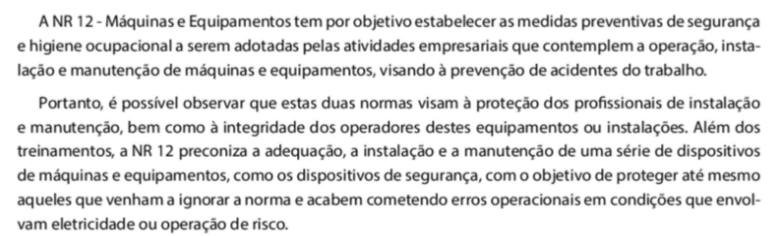 A NR 12 - Máquinas e Equipamentos tem por objetivo estabelecer as medidas preventivas de segurança
e higiene ocupacional a serem adotadas pelas atividades empresariais que contemplem a operação, insta-
lação e manutenção de máquinas e equipamentos, visando à prevenção de acidentes do trabalho.
Portanto, é possível observar que estas duas normas visam à proteção dos profissionais de instalação
e manutenção, bem como à integridade dos operadores destes equipamentos ou instalações. Além dos
treinamentos, a NR 12 preconiza a adequação, a instalação e a manutenção de uma série de dispositivos
de máquinas e equipamentos, como os dispositivos de segurança, com o objetivo de proteger até mesmo
aqueles que venham a ignorar a norma e acabem cometendo erros operacionais em condições que envol-
vam eletricidade ou operação de risco.